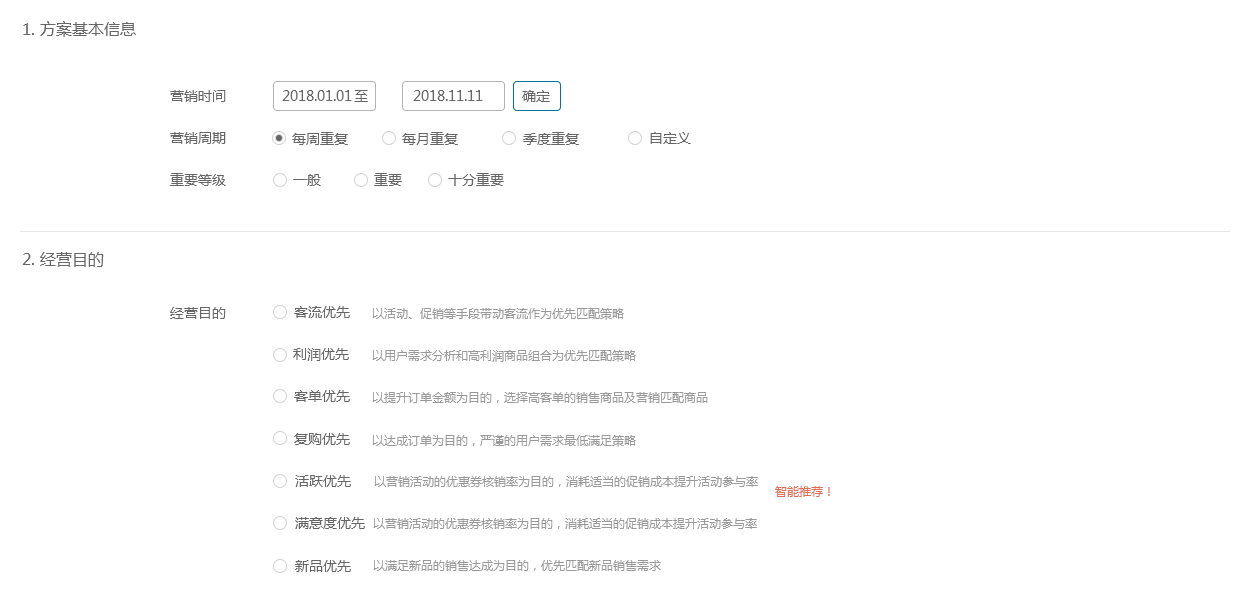 1. 方案基本信息
营销时间 2018.01.01 至 2018.11.11 确定
营销周期 每周重复 每月重复 季度重复 自定义
重要等级 一般 重要 十分重要
2. 经营目的
经营目的 客流优先 以活动、促销等手段带动客流作为优先匹配策略
利润优先 以用户需求分析和高利润商品组合为优先匹配策略
客单优先 以提升订单金额为目的，选择高客单的销售商品及营销匹配商品
复购优先 以达成订单为目的，严谨的用户需求最低满足策略
活跃优先 以营销活动的优惠券核销率为目的，消耗适当的促销成本提升活动参与率
智能推荐！
满意度优先 以营销活动的优惠券核销率为目的，消耗适当的促销成本提升活动参与率
新品优先 以满足新品的销售达成为目的，优先匹配新品销售需求